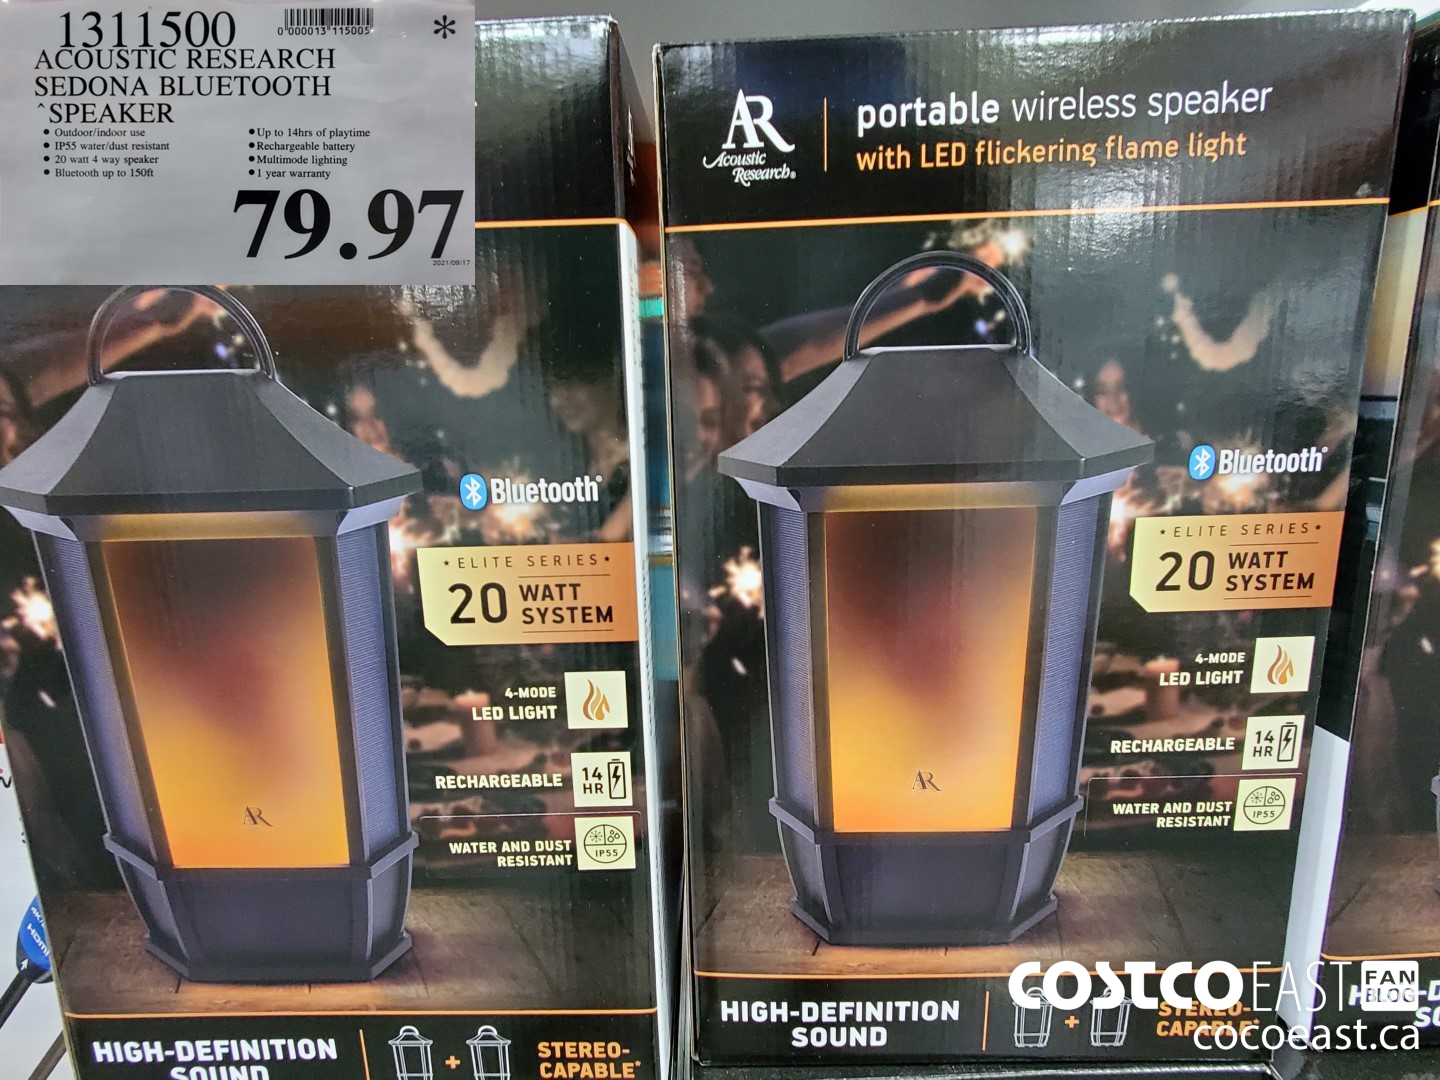 1311500
0 000013 115005
*
ACOUSTIC RESEARCH
SEDONA BLUETOOTH
^SPEAKER
• Outdoor/indoor use
• IP55 water/dust resistant
• 20 watt 4 way speaker
• Bluetooth up to 150ft
• Up to 14hrs of playtime
• Rechargeable battery
• Multimode lighting
• 1 year warranty
79.97
2021/09/17
Bluetooth®
★ ELITE SERIES ★
20 WATT
SYSTEM
4-MODE
LED LIGHT
RECHARGEABLE
14
HR
WATER AND DUST
RESISTANT
IP55
AR
HIGH-DEFINITION
SOUND
+
STEREO-
CAPABLE*
HDMI
AR
Acoustic
Research®
portable wireless speaker
with LED flickering flame light
Bluetooth®
★ ELITE SERIES ★
20 WATT
SYSTEM
4-MODE
LED LIGHT
RECHARGEABLE
14
HR
WATER AND DUST
RESISTANT
IP55
AR
HIGH-DEFINITION
SOUND
+
STEREO-
CAPABLE*
COSTCO EAST FAN
BLOG
cocoeast.ca